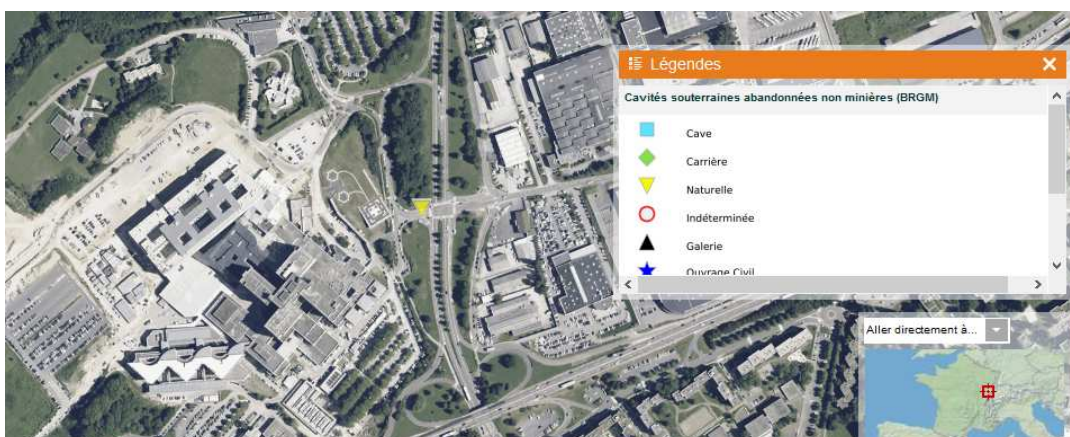 Légendes
Cavités souterraines abandonnées non minières (BRGM)
Cave
Carrière
Naturelle
Indéterminée
Galerie
Ouvrage Civil
Aller directement à...